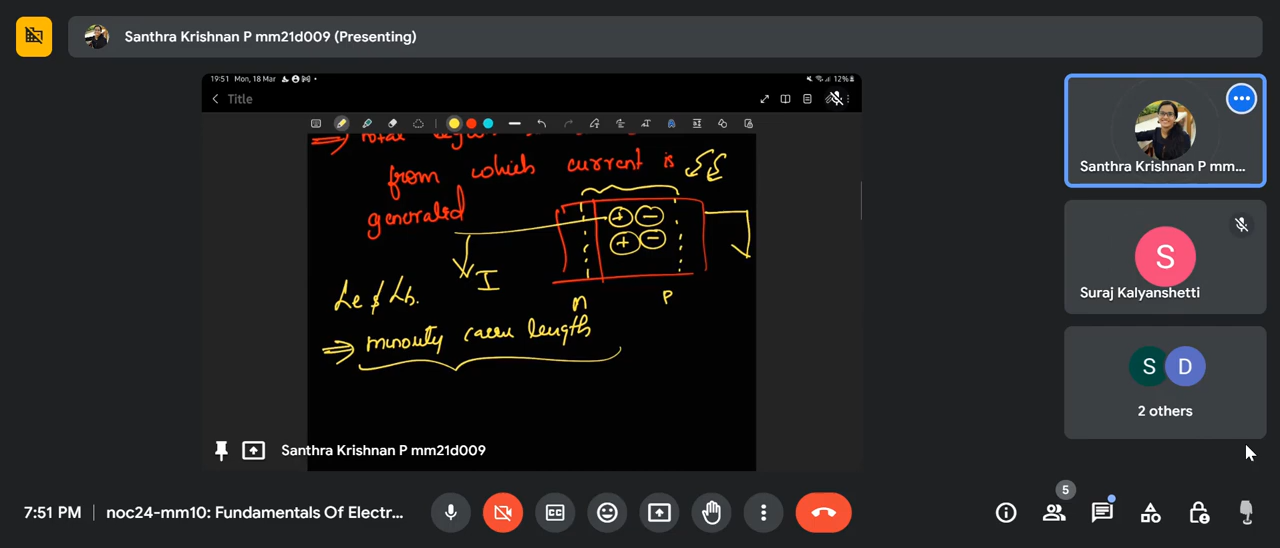 Santhra Krishnan P mm21d009 (Presenting)
19:51 Mon, 18 Mar
12%
Title
from which current is
generated
I
n
P
Le & Lh.
⇒ minority length
Santhra Krishnan P mm21d009
Santhra Krishnan P mm...
S
Suraj Kalyanshetti
S D
2 others
7:51 PM | noc24-mm10: Fundamentals Of Electr...
5